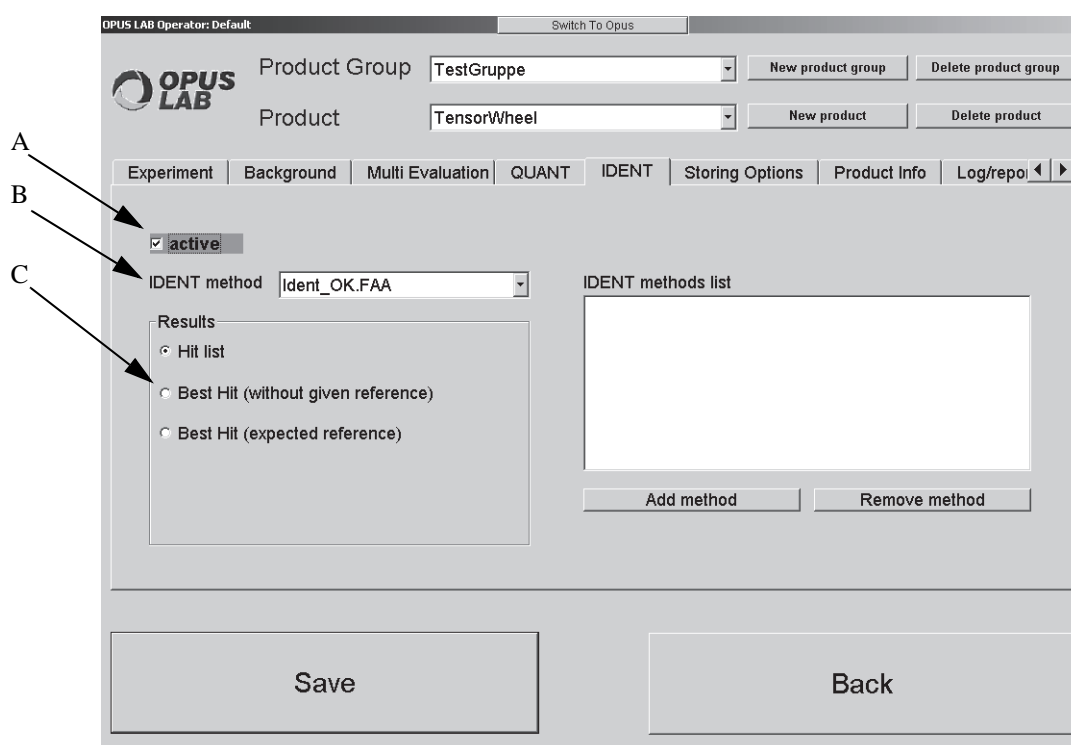 OPUS LAB Operator: Default
Switch To Opus
OPUS
LAB
Product Group
TestGruppe
New product group
Delete product group
Product
TensorWheel
New product
Delete product
A
Experiment
Background
Multi Evaluation
QUANT
IDENT
Storing Options
Product Info
Log/repor
B
active
C
IDENT method
Ident_OK.FAA
IDENT methods list
Results
Hit list
Best Hit (without given reference)
Best Hit (expected reference)
Add method
Remove method
Save
Back